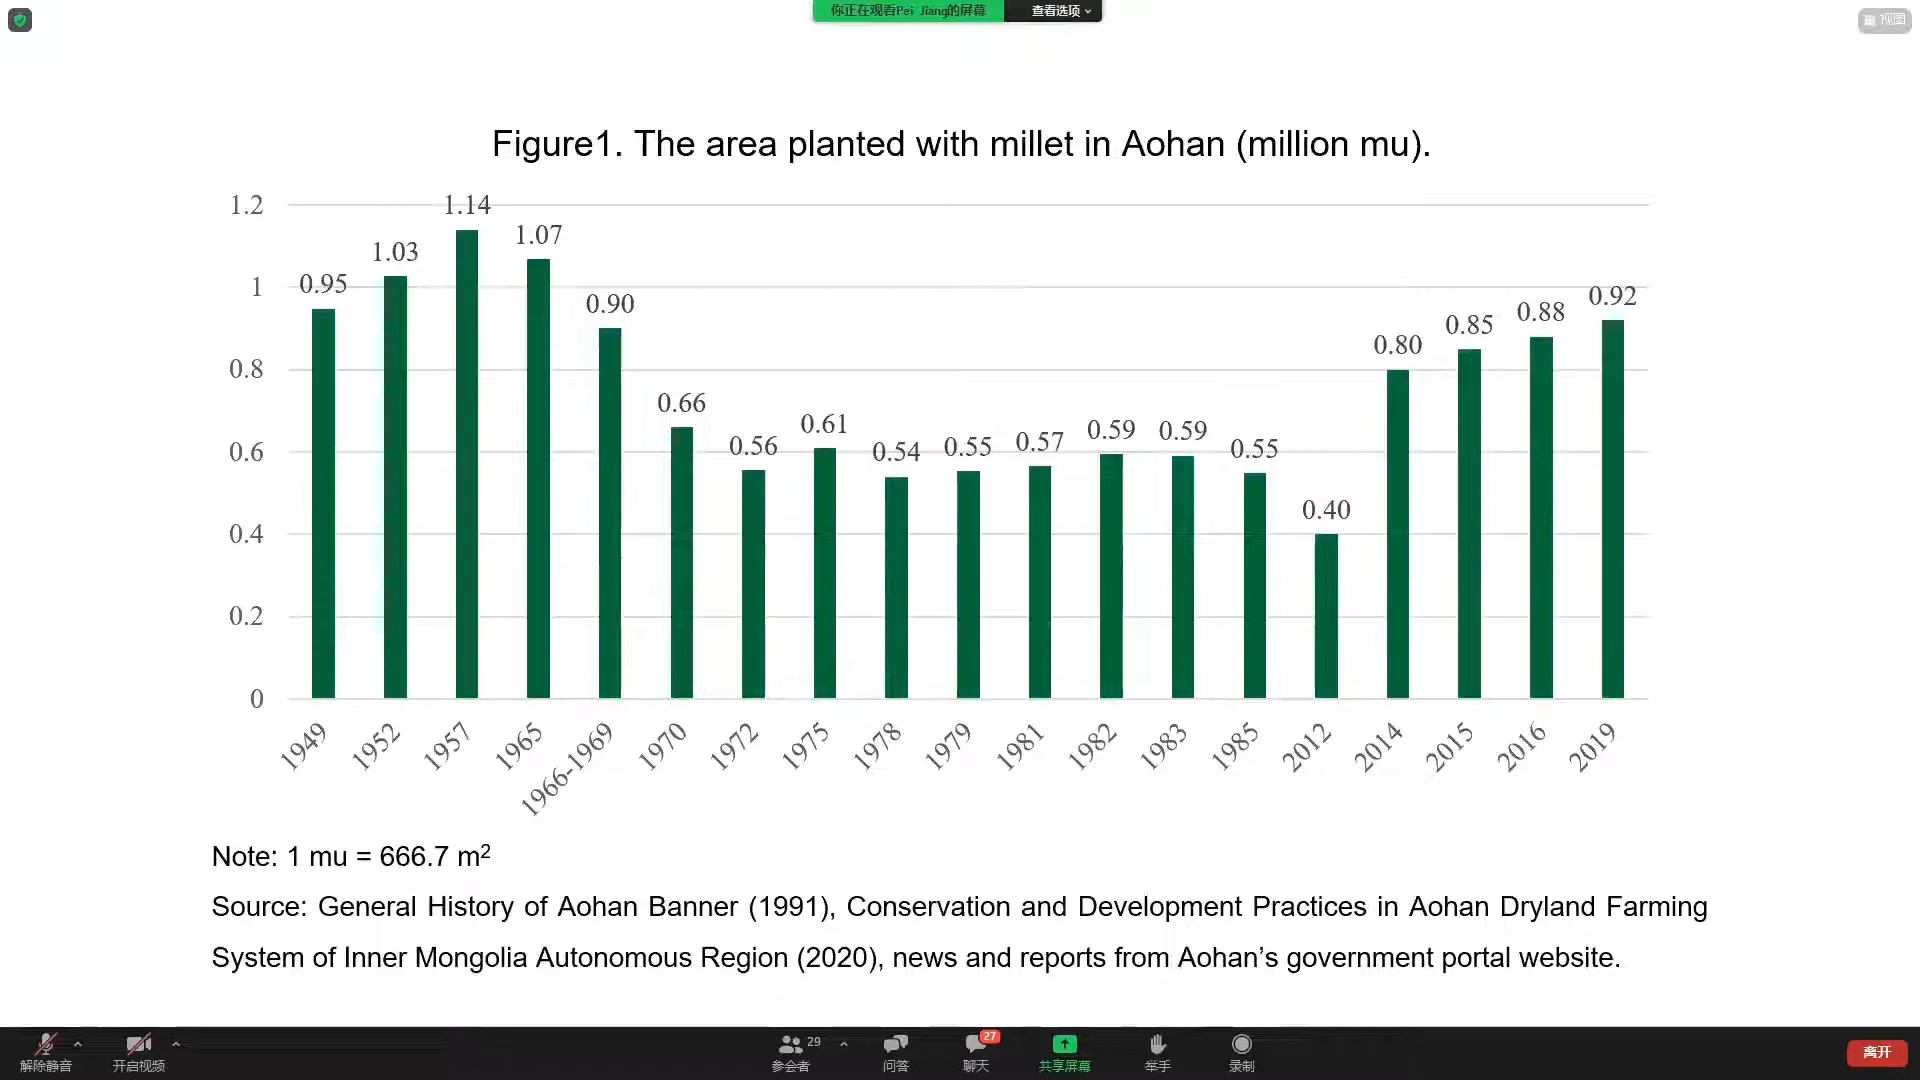 你正在观看Pei Jiang的屏幕 查看选项
视图
Figure1. The area planted with millet in Aohan (million mu).
1.2
1
0.8
0.6
0.4
0.2
0
0.95 1.03 1.14 1.07 0.90 0.66 0.56 0.61 0.54 0.55 0.57 0.59 0.59 0.55 0.40 0.80 0.85 0.88 0.92
1949 1952 1957 1965 1966-1969 1970 1972 1975 1978 1979 1981 1982 1983 1985 2012 2014 2015 2016 2019
Note: 1 mu = 666.7 m²
Source: General History of Aohan Banner (1991), Conservation and Development Practices in Aohan Dryland Farming
System of Inner Mongolia Autonomous Region (2020), news and reports from Aohan’s government portal website.
29 27
解除静音 开启视频 参会者 问答 聊天 共享屏幕 举手 录制 离开